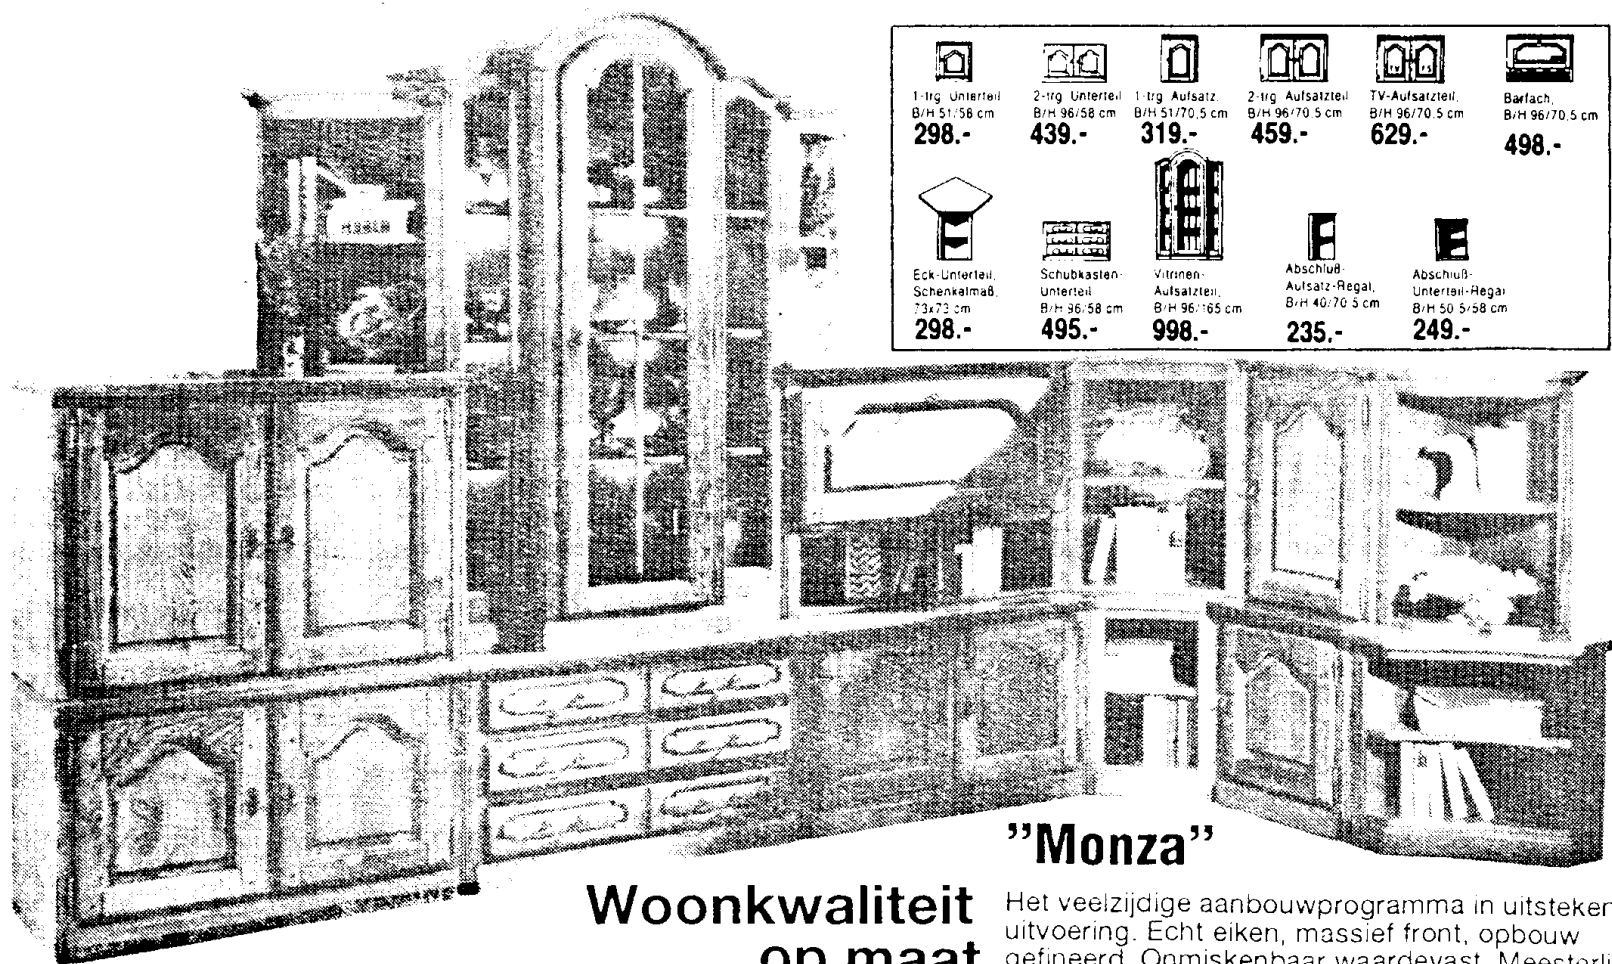 1-trg Unterteil
B/H 51/58 cm
298.-
2-trg Unterteil
B/H 96/58 cm
439.-
1-trg Aufsatz,
B/H 51/70,5 cm
319.-
2-trg Aufsatzteil
B/H 96/70.5 cm
459.-
TV-Aufsatzteil,
B/H 96/70.5 cm
629.-
Barfach,
B/H 96/70,5 cm
498.-
Eck-Unterteil,
Schenkelmaß,
73x73 cm
298.-
Schubkasten-
Unterteil
B/H 96/58 cm
495.-
Vitrinen-
Aufsatzteil,
B/H 96/165 cm
998.-
Abschluß-
Aufsatz-Regal,
B/H 40/70 5 cm
235.-
Abschluß-
Unterteil-Regal
B/H 50 5/58 cm
249.-
"Monza"
Woonkwaliteit
op maat
Het veelzijdige aanbouwprogramma in uitsteken
uitvoering. Echt eiken, massief front, opbouw
gefineerd. Onmiskenbaar waardevast. Meesterli